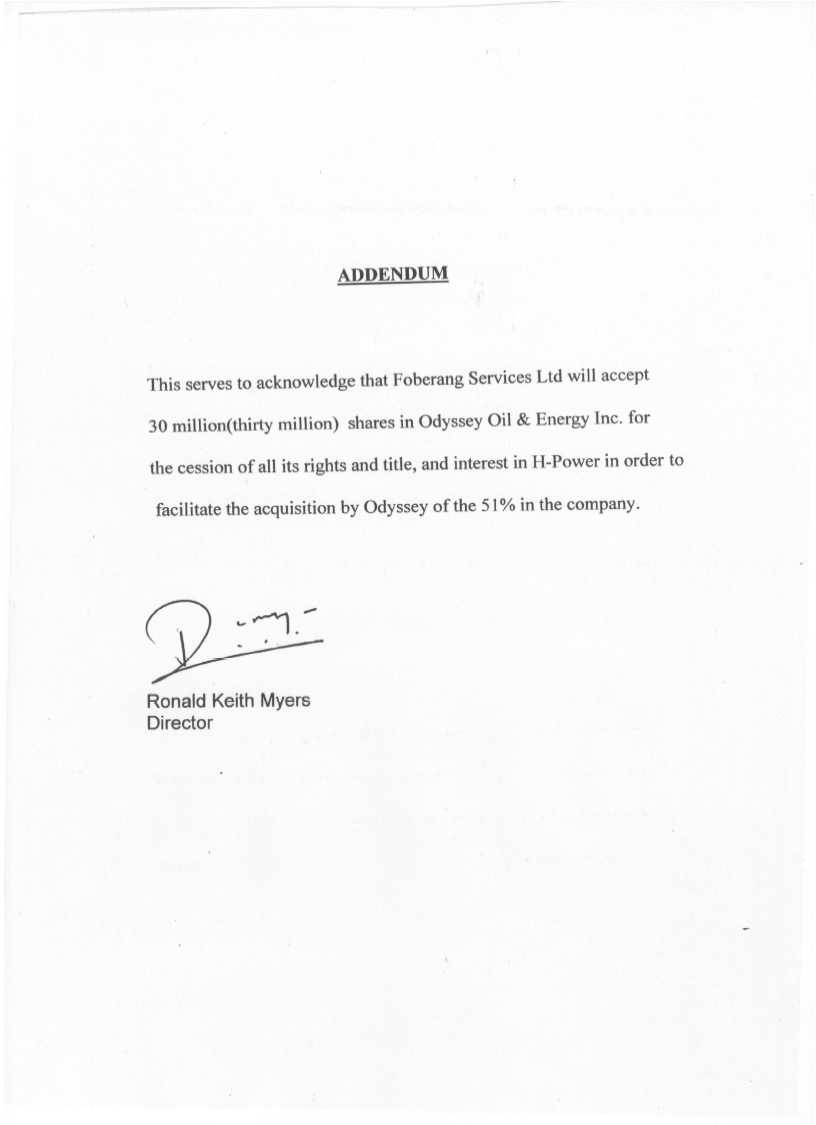 ADDENDUM
This serves to acknowledge that Foberang Services Ltd will accept
30 million(thirty million) shares in Odyssey Oil & Energy Inc. for
the cession of all its rights and title, and interest in H-Power in order to
facilitate the acquisition by Odyssey of the 51% in the company.
Ronald Keith Myers
Director